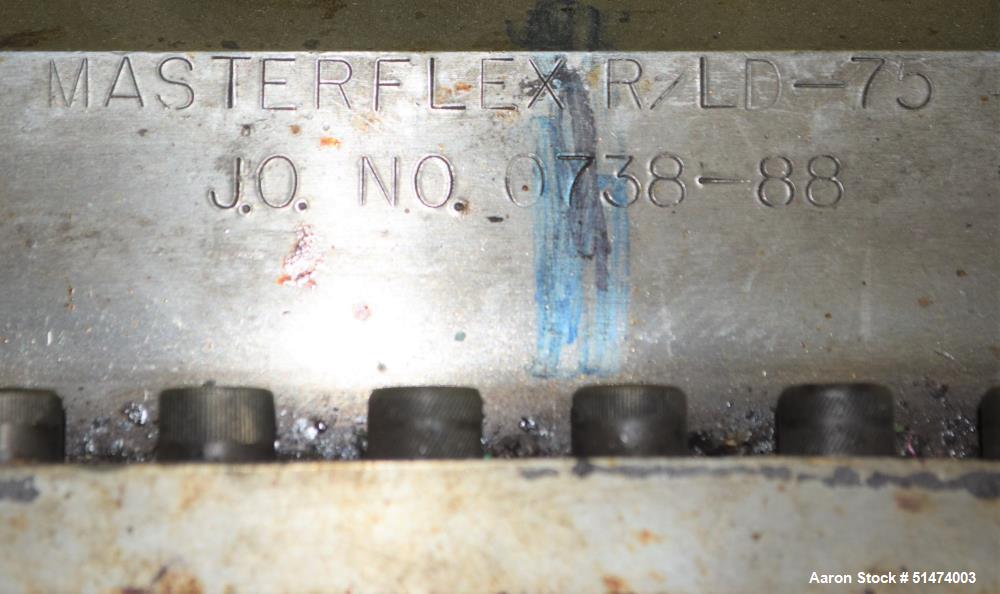 MASTERFLEX R/LD-75
J.O. NO. 0738-88
Aaron Stock # 51474003